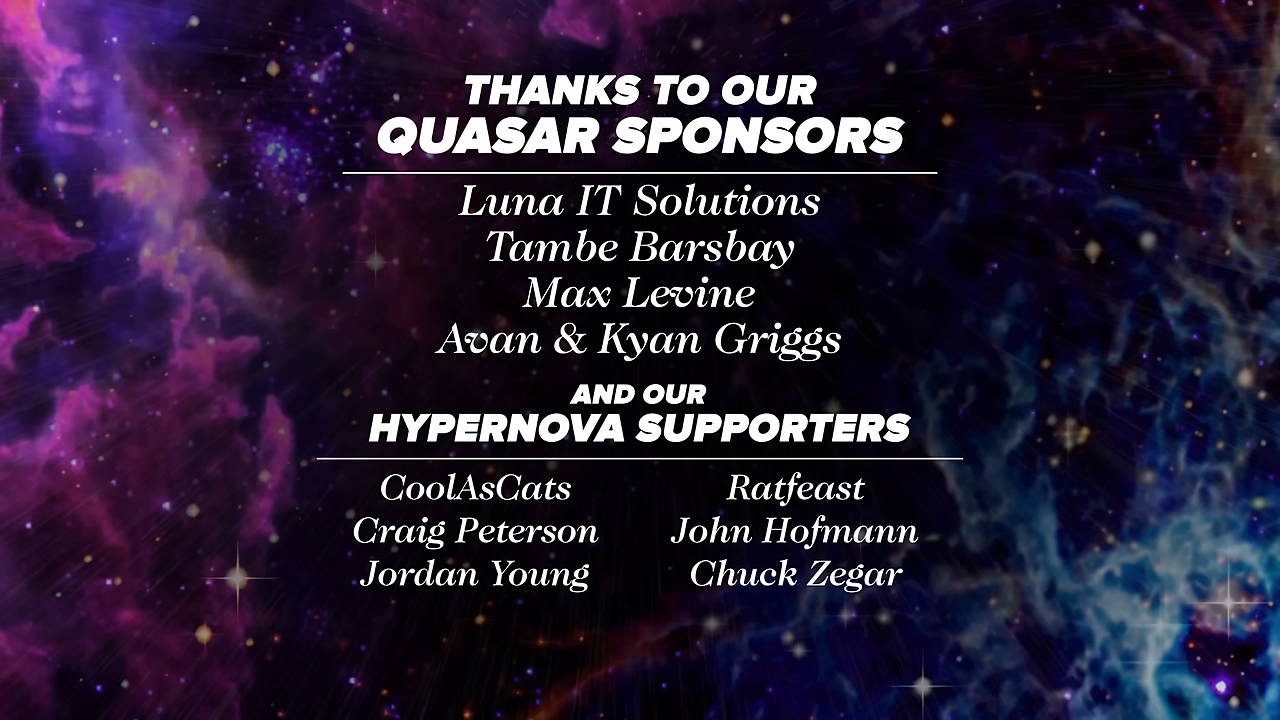 THANKS TO OUR
QUASAR SPONSORS
Luna IT Solutions
Tambe Barsbay
Max Levine
Avan & Kyan Griggs
AND OUR
HYPERNOVA SUPPORTERS
CoolAsCats
Craig Peterson
Jordan Young
Ratfeast
John Hofmann
Chuck Zegar